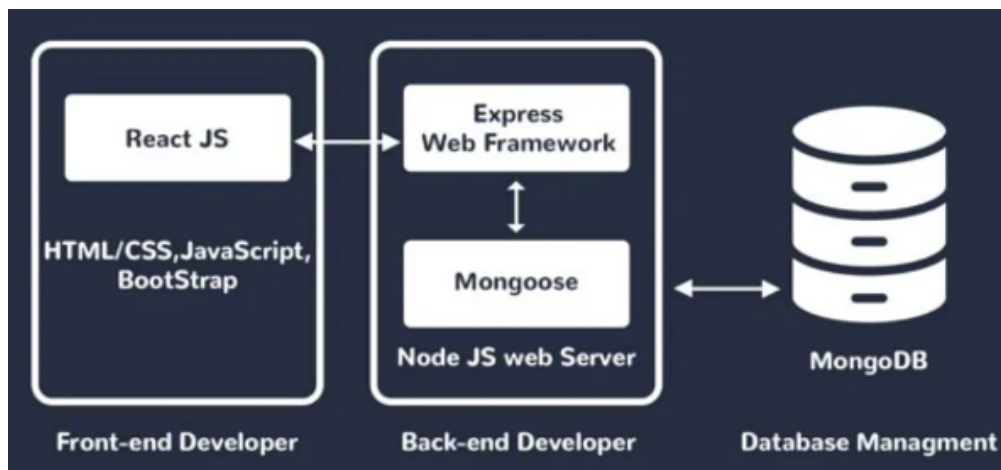 React JS
HTML/CSS,JavaScript,
BootStrap
Front-end Developer
Express
Web Framework
Mongoose
Node JS web Server
Back-end Developer
MongoDB
Database Managment